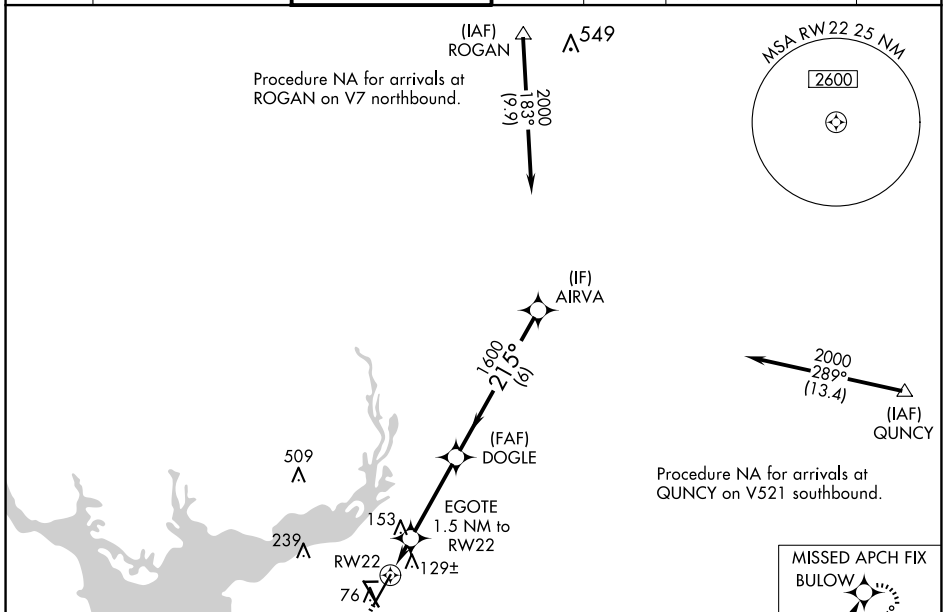 (IAF)
ROGAN
549
MSA RW22 25 NM
2600
Procedure NA for arrivals at
ROGAN on V7 northbound.
2000
183°
(9.9)
(IF)
AIRVA
1600
215°
(6)
2000
289°
(13.4)
(IAF)
QUNCY
(FAF)
DOGLE
509
Procedure NA for arrivals at
QUNCY on V521 southbound.
EGOTE
1.5 NM to
RW22
153
239
RW22
129±
76
MISSED APCH FIX
BULOW